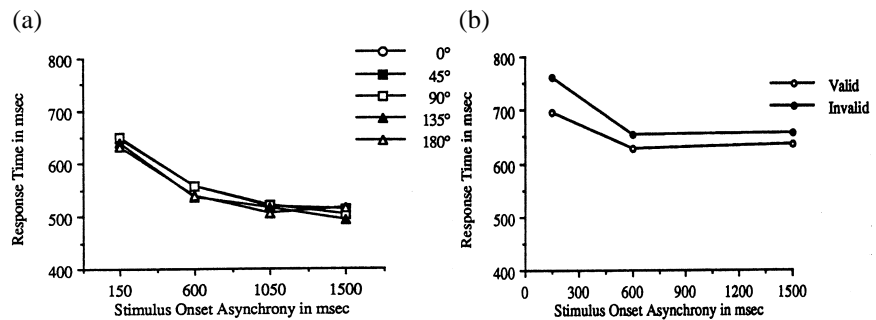 (a)
0°
45°
90°
135°
180°
800
700
600
500
400
Response Time in msec
150 600 1050 1500
Stimulus Onset Asynchrony in msec
(b)
Valid
Invalid
800
700
600
500
400
Response Time in msec
0 300 600 900 1200 1500
Stimulus Onset Asynchrony in msec